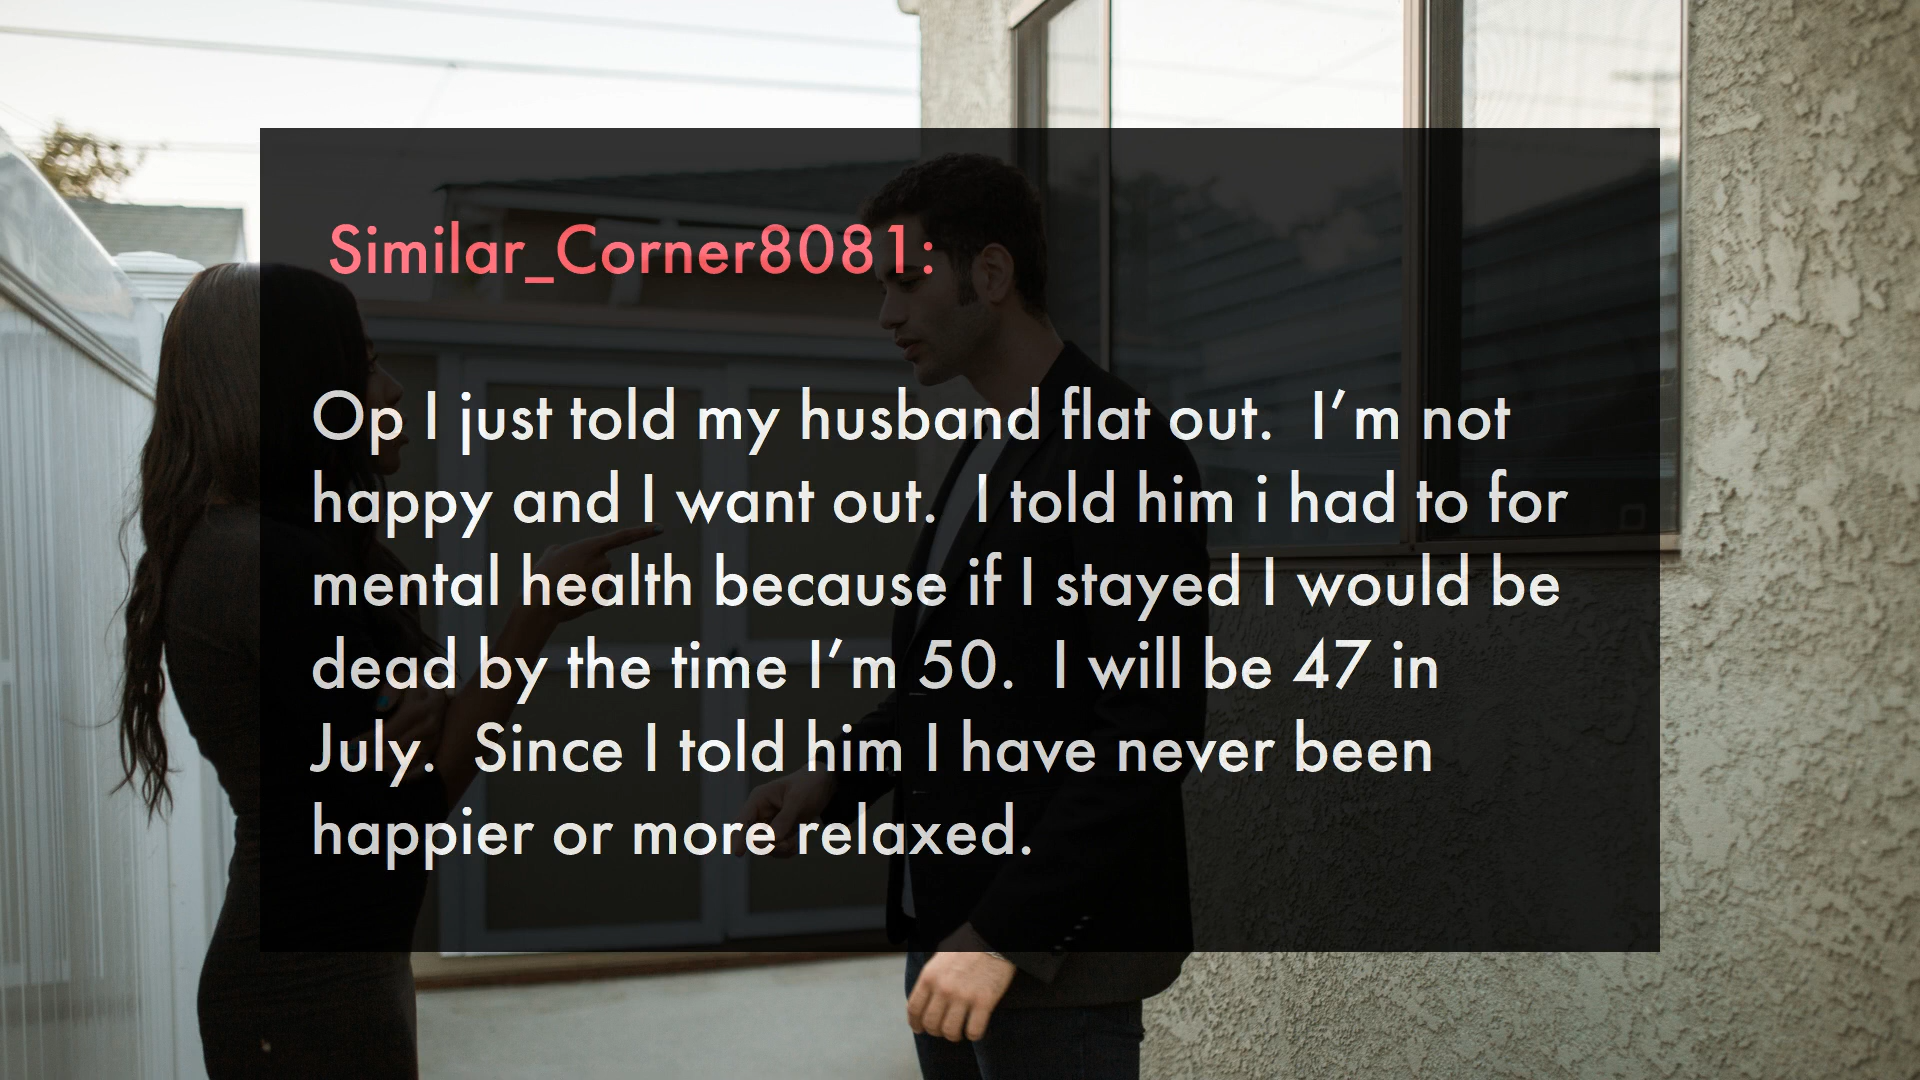 Similar_Corner8081:
Op I just told my husband flat out.  I’m not
happy and I want out.  I told him i had to for
mental health because if I stayed I would be
dead by the time I’m 50.  I will be 47 in
July.  Since I told him I have never been
happier or more relaxed.